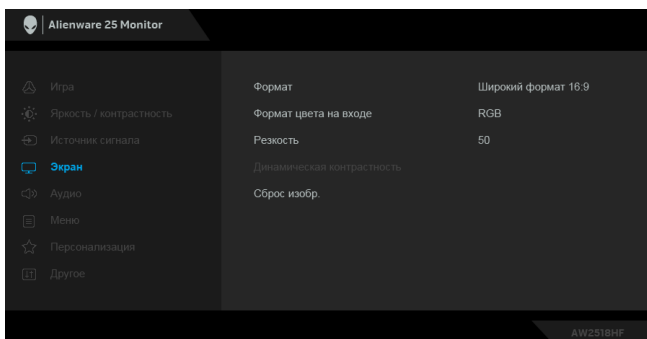 Alienware 25 Monitor
Игра
Яркость / контрастность
Источник сигнала
Экран
Аудио
Меню
Персонализация
Другое
Формат Широкий формат 16:9
Формат цвета на входе RGB
Резкость 50
Динамическая контрастность
Сброс изобр.
AW2518HF